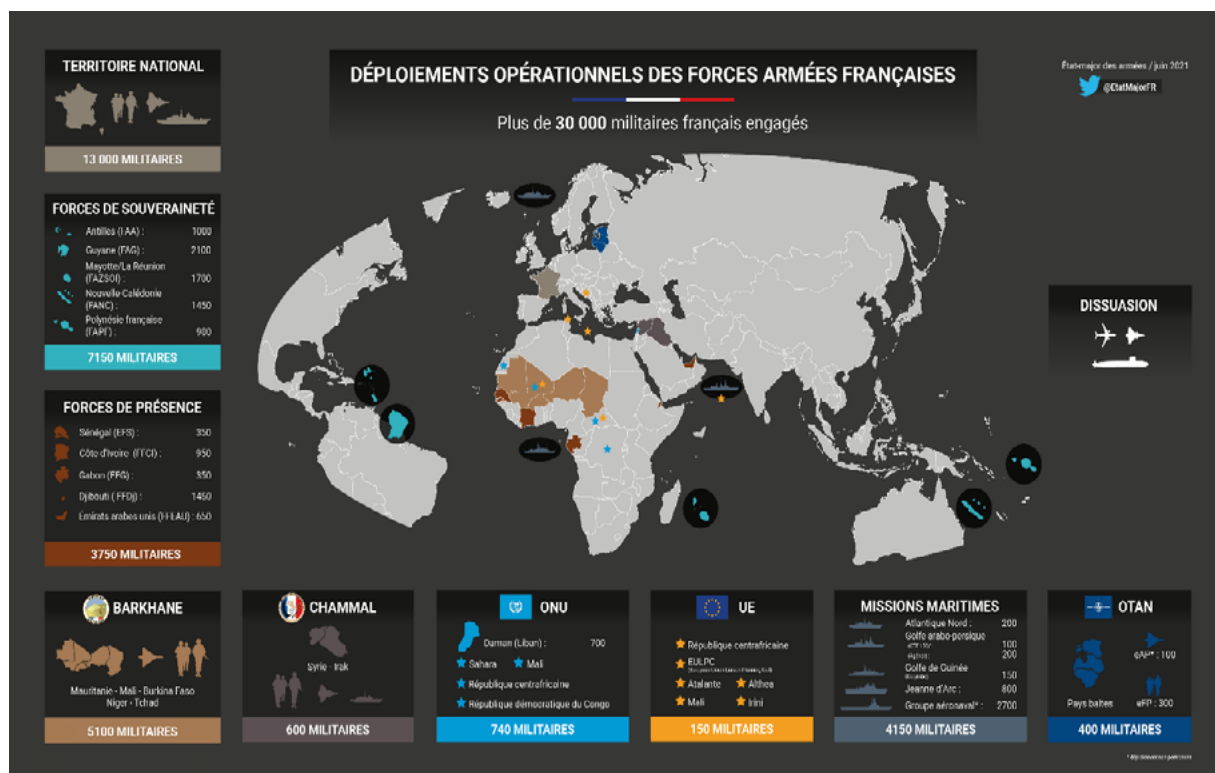 TERRITOIRE NATIONAL
13 000 MILITAIRES
DÉPLOIEMENTS OPÉRATIONNELS DES FORCES ARMÉES FRANÇAISES
Plus de 30 000 militaires français engagés
État-major des armées / juin 2021
@EtatMajorFR
FORCES DE SOUVERAINETÉ
Antilles (FAA) : 1000
Guyane (FAG) : 2100
Mayotte/La Réunion
(FAZSOI) : 1700
Nouvelle-Calédonie
(FANC) : 1450
Polynésie française
(FAPF) : 900
7150 MILITAIRES
FORCES DE PRÉSENCE
Sénégal (EFS) : 350
Côte d'Ivoire (FFCI) : 950
Gabon (FFG) : 350
Djibouti ( FFDj) : 1450
Émirats arabes unis (FFEAU) : 650
3750 MILITAIRES
DISSUASION
BARKHANE
Mauritanie - Mali - Burkina Faso
Niger - Tchad
5100 MILITAIRES
CHAMMAL
Syrie - Irak
600 MILITAIRES
ONU
Daman (Liban) : 700
Sahara Mali
République centrafricaine
République démocratique du Congo
740 MILITAIRES
UE
République centrafricaine
EULPC
Atalante Althea
Mali Irini
150 MILITAIRES
MISSIONS MARITIMES
Atlantique Nord : 200
Golfe arabo-persique
100
200
Golfe de Guinée
150
Jeanne d'Arc : 800
Groupe aéronaval* : 2700
4150 MILITAIRES
OTAN
eAP* : 100
Pays baltes eFP : 300
400 MILITAIRES